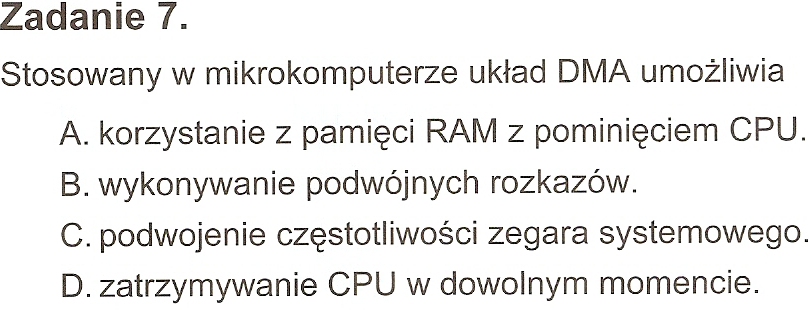 Zadanie 7.
Stosowany w mikrokomputerze układ DMA umożliwia
A. korzystanie z pamięci RAM z pominięciem CPU.
B. wykonywanie podwójnych rozkazów.
C. podwojenie częstotliwości zegara systemowego.
D. zatrzymywanie CPU w dowolnym momencie.